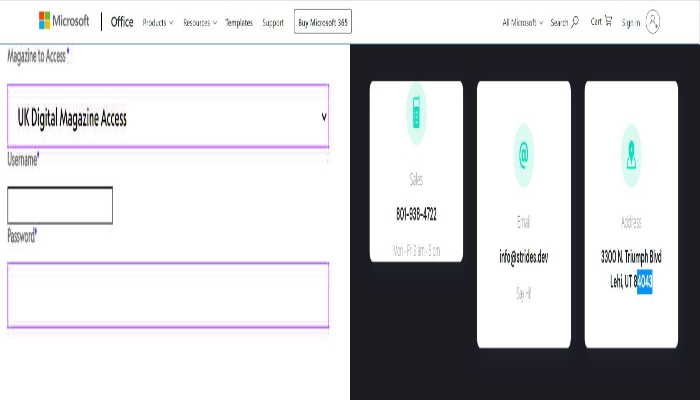 Microsoft Office Products Resources Templates Support Buy Microsoft 365 All Microsoft Search Cart Sign in
Magazine to Access*
UK Digital Magazine Access
Username*
Password*
Sales
801-938-4722
Mon - Fri 9 am - 5 pm
@
Email
info@strides.dev
Say Hi!
Address
3300 N. Triumph Blvd
Lehi, UT 84043